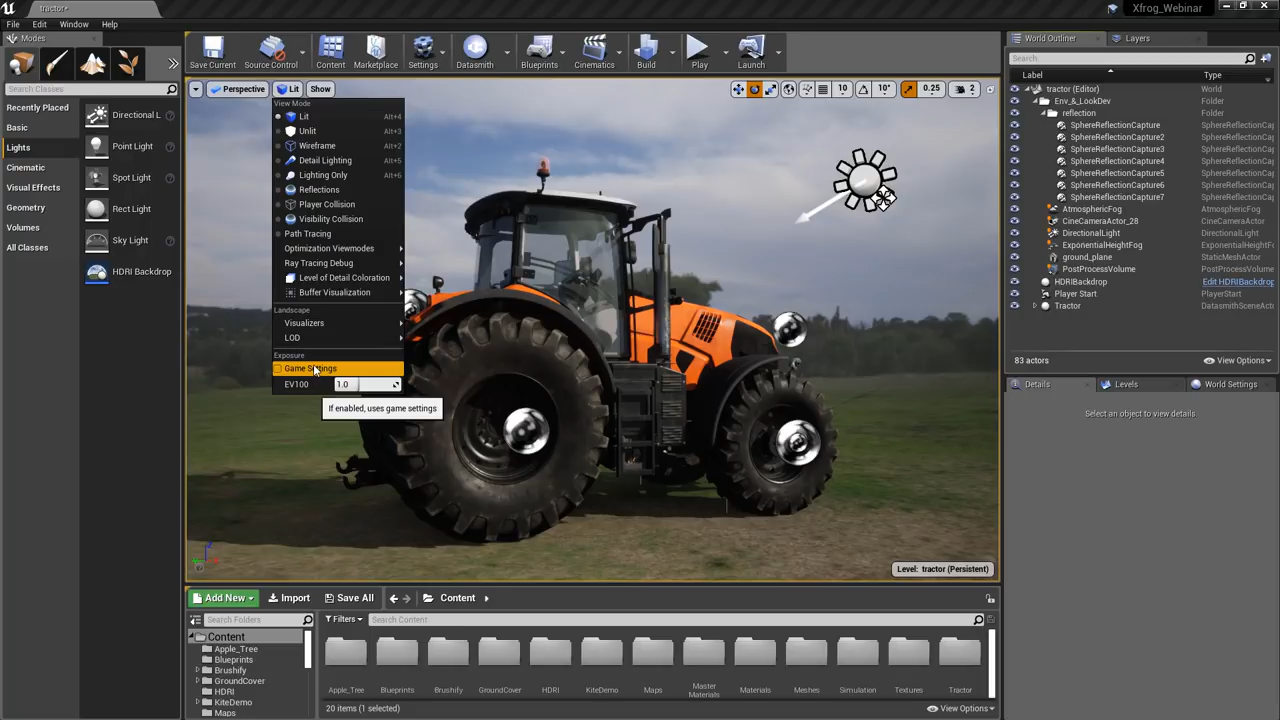 tractor*
Xfrog_Webinar
File Edit Window Help
Modes
Search Classes
Recently Placed
Basic
Lights
Cinematic
Visual Effects
Geometry
Volumes
All Classes
Directional L
Point Light
Spot Light
Rect Light
Sky Light
HDRI Backdrop
Save Current Source Control Content Marketplace Settings Datasmith Blueprints Cinematics Build Play Launch
Perspective Lit Show
10 10° 0.25 2
View Mode
Lit Alt+4
Unlit Alt+3
Wireframe Alt+2
Detail Lighting Alt+5
Lighting Only Alt+6
Reflections
Player Collision
Visibility Collision
Path Tracing
Optimization Viewmodes
Ray Tracing Debug
Level of Detail Coloration
Buffer Visualization
Landscape
Visualizers
LOD
Exposure
Game Settings
EV100 1.0
If enabled, uses game settings
Level: tractor (Persistent)
Add New Import Save All Content
Search Folders
Filters Search Content
Content
Apple_Tree
Blueprints
Brushify
GroundCover
HDRI
KiteDemo
Maps
Apple_Tree Blueprints Brushify GroundCover HDRI KiteDemo Maps Master Materials Materials Meshes Simulation Textures Tractor
20 items (1 selected) View Options
World Outliner Layers
Search
Label Type
tractor (Editor) World
Env_&_LookDev Folder
reflection Folder
SphereReflectionCapture SphereReflectionCap
SphereReflectionCapture2 SphereReflectionCap
SphereReflectionCapture3 SphereReflectionCap
SphereReflectionCapture4 SphereReflectionCap
SphereReflectionCapture5 SphereReflectionCap
SphereReflectionCapture6 SphereReflectionCap
SphereReflectionCapture7 SphereReflectionCap
AtmosphericFog AtmosphericFog
CineCameraActor_28 CineCameraActor
DirectionalLight DirectionalLight
ExponentialHeightFog ExponentialHeightF
ground_plane StaticMeshActor
PostProcessVolume PostProcessVolume
HDRIBackdrop Edit HDRIBackdrop
Player Start PlayerStart
Tractor DatasmithSceneAct
83 actors View Options
Details Levels World Settings
Select an object to view details